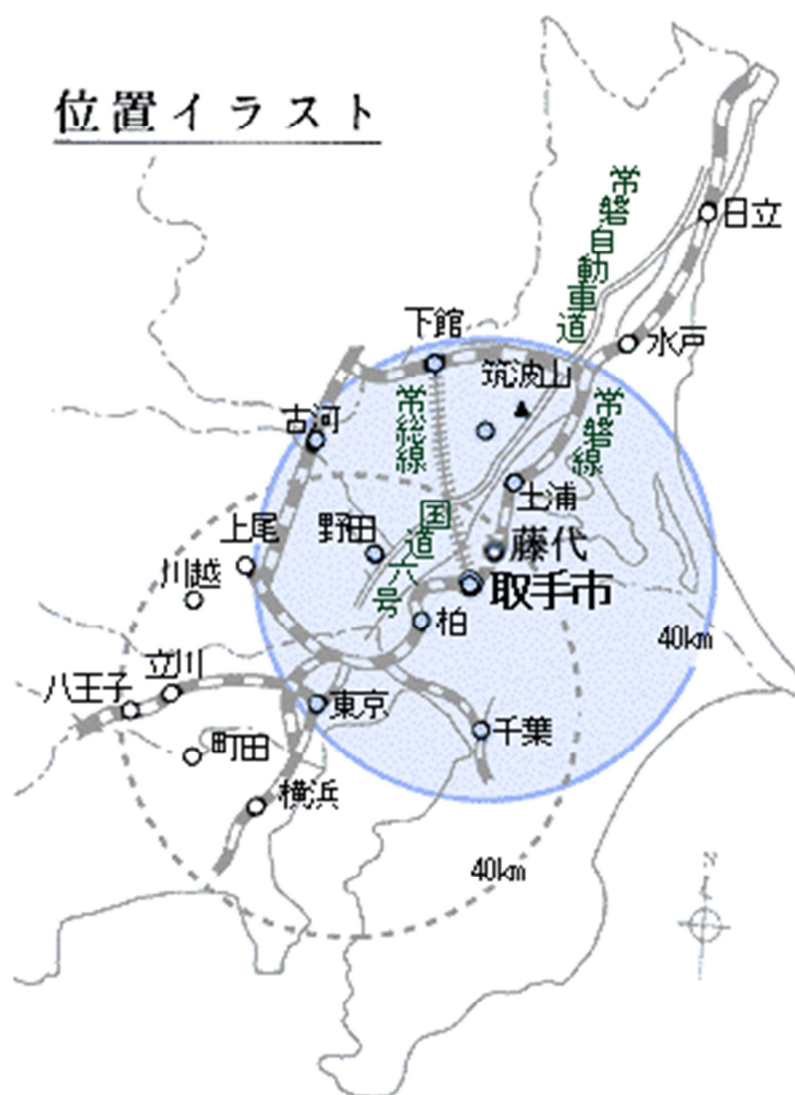 位置イラスト
常磐自動車道
日立
下館
水戸
筑波山
古河
常総線
常磐線
土浦
上尾
野田
国道六号
藤代
川越
取手市
柏
40km
立川
八王子
東京
町田
千葉
横浜
40km